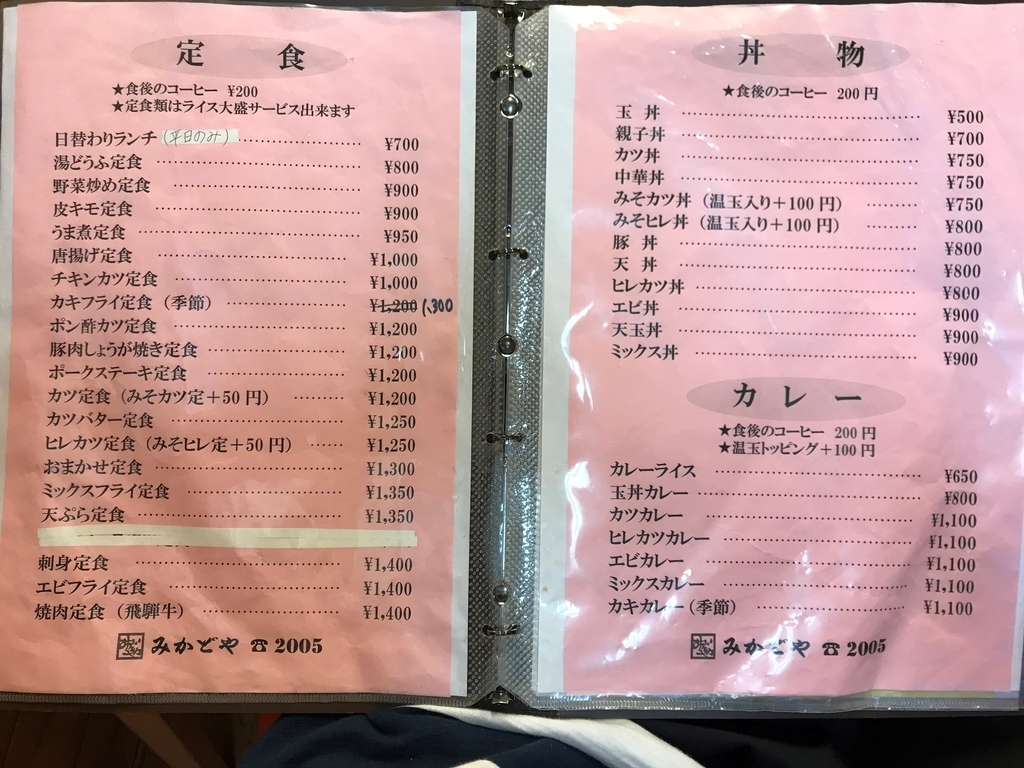 定食
★食後のコーヒー ¥200
★定食類はライス大盛サービス出来ます
日替わりランチ (平日のみ) ¥700
湯どうふ定食 ¥800
野菜炒め定食 ¥900
皮キモ定食 ¥900
うま煮定食 ¥950
唐揚げ定食 ¥1,000
チキンカツ定食 ¥1,000
カキフライ定食（季節） ¥1,200 1,300
ポン酢カツ定食 ¥1,200
豚肉しょうが焼き定食 ¥1,200
ポークステーキ定食 ¥1,200
カツ定食（みそカツ定＋50円） ¥1,200
カツバター定食 ¥1,250
ヒレカツ定食（みそヒレ定＋50円） ¥1,250
おまかせ定食 ¥1,300
ミックスフライ定食 ¥1,350
天ぷら定食 ¥1,350
刺身定食 ¥1,400
エビフライ定食 ¥1,400
焼肉定食（飛騨牛） ¥1,400
みかどや ☎ 2005
丼物
★食後のコーヒー 200円
玉丼 ¥500
親子丼 ¥700
カツ丼 ¥750
中華丼 ¥750
みそカツ丼（温玉入り＋100円） ¥750
みそヒレ丼（温玉入り＋100円） ¥800
豚丼 ¥800
天丼 ¥800
ヒレカツ丼 ¥800
エビ丼 ¥900
天玉丼 ¥900
ミックス丼 ¥900
カレー
★食後のコーヒー 200円
★温玉トッピング＋100円
カレーライス ¥650
玉丼カレー ¥800
カツカレー ¥1,100
ヒレカツカレー ¥1,100
エビカレー ¥1,100
ミックスカレー ¥1,100
カキカレー（季節） ¥1,100
みかどや ☎ 2005